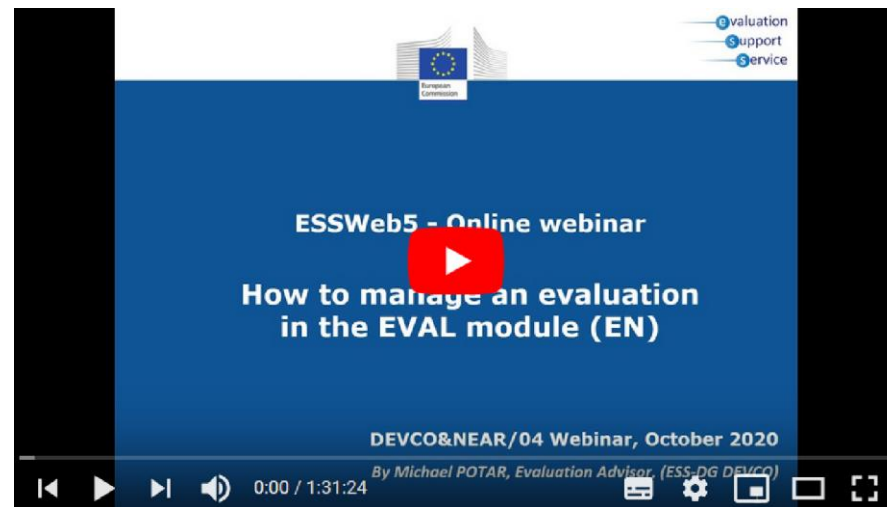 evaluation
support
service
European
Commission
ESSWeb5 - Online webinar
How to manage an evaluation
in the EVAL module (EN)
DEVCO&NEAR/04 Webinar, October 2020
By Michael POTAR, Evaluation Advisor, (ESS-DG DEVCO)
0:00 / 1:31:24